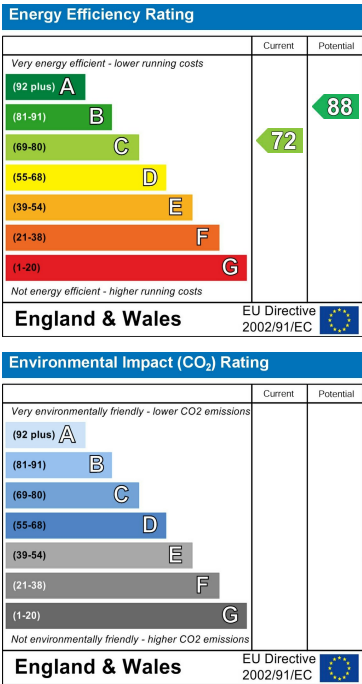 Energy Efficiency Rating
Current Potential
Very energy efficient - lower running costs
(92 plus) A
(81-91) B
(69-80) C
(55-68) D
(39-54) E
(21-38) F
(1-20) G
72
88
Not energy efficient - higher running costs
England & Wales
EU Directive
2002/91/EC
Environmental Impact (CO₂) Rating
Current Potential
Very environmentally friendly - lower CO2 emissions
(92 plus) A
(81-91) B
(69-80) C
(55-68) D
(39-54) E
(21-38) F
(1-20) G
Not environmentally friendly - higher CO2 emissions
England & Wales
EU Directive
2002/91/EC